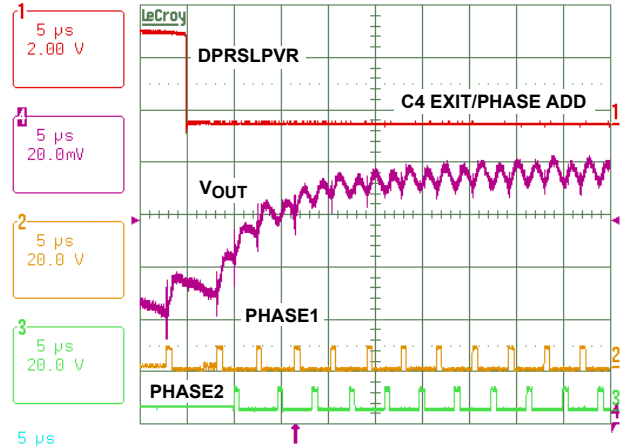 1
5 µs
2.00 V
LeCroy
DPRSLPVR
C4 EXIT/PHASE ADD
1
4
5 µs
20.0mV
VOUT
2
5 µs
20.0 V
PHASE1
2
3
5 µs
20.0 V
PHASE2
3
4
5 µs